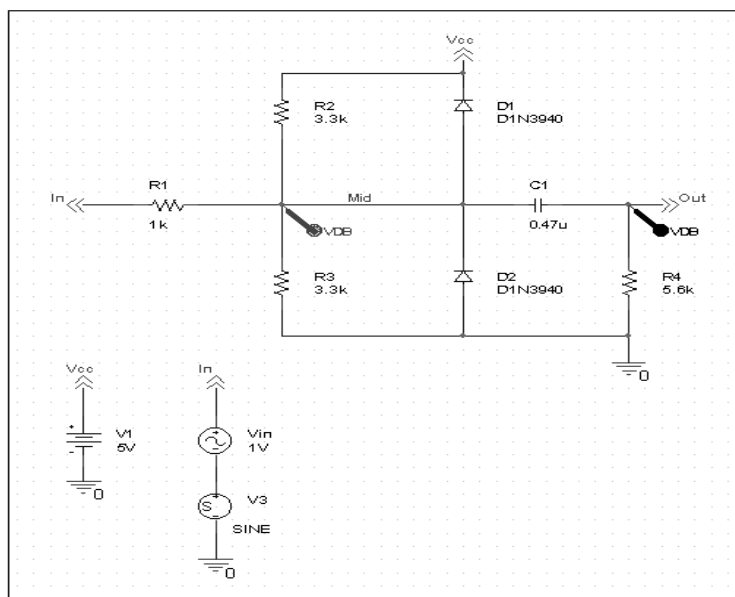 Vcc
R2
3.3k
D1
D1N3940
R1
C1
In
Mid
Out
1k
VDB
0.47u
VDB
R3
3.3k
D2
D1N3940
R4
5.6k
0
Vcc
In
V1
5V
Vin
1V
0
V3
S
SINE
0